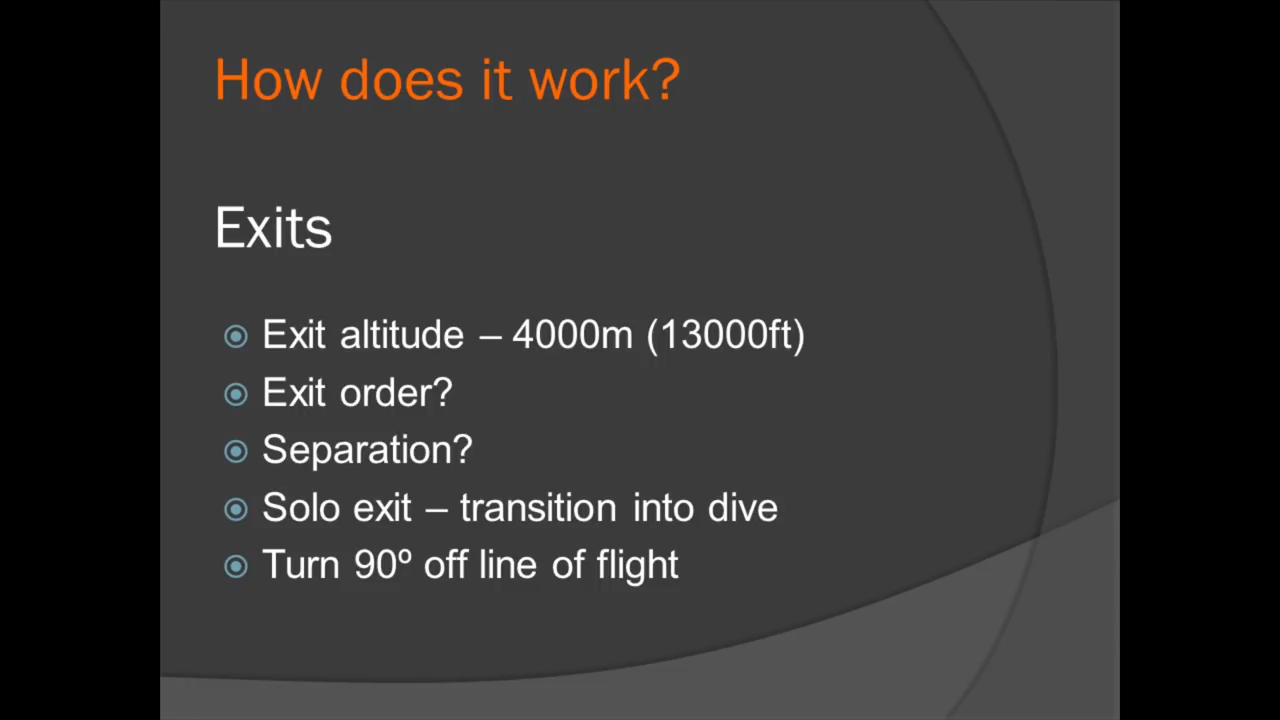 How does it work?
Exits
Exit altitude – 4000m (13000ft)
Exit order?
Separation?
Solo exit – transition into dive
Turn 90º off line of flight